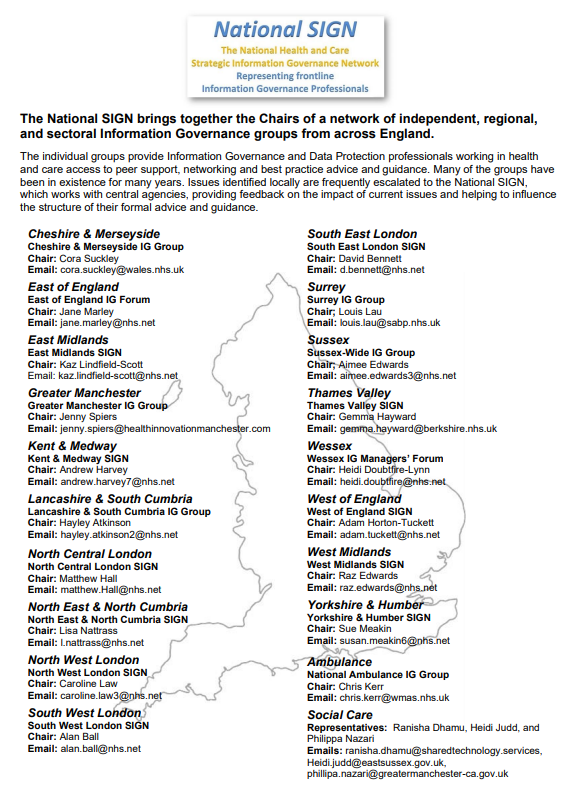 National SIGN
The National Health and Care
Strategic Information Governance Network
Representing frontline
Information Governance Professionals
The National SIGN brings together the Chairs of a network of independent, regional,
and sectoral Information Governance groups from across England.
The individual groups provide Information Governance and Data Protection professionals working in health
and care access to peer support, networking and best practice advice and guidance. Many of the groups have
been in existence for many years. Issues identified locally are frequently escalated to the National SIGN,
which works with central agencies, providing feedback on the impact of current issues and helping to influence
the structure of their formal advice and guidance.
Cheshire & Merseyside
Cheshire & Merseyside IG Group
Chair: Cora Suckley
Email: cora.suckley@wales.nhs.uk
East of England
East of England IG Forum
Chair: Jane Marley
Email: jane.marley@nhs.net
East Midlands
East Midlands SIGN
Chair: Kaz Lindfield-Scott
Email: kaz.lindfield-scott@nhs.net
Greater Manchester
Greater Manchester IG Group
Chair: Jenny Spiers
Email: jenny.spiers@healthinnovationmanchester.com
Kent & Medway
Kent & Medway SIGN
Chair: Andrew Harvey
Email: andrew.harvey7@nhs.net
Lancashire & South Cumbria
Lancashire & South Cumbria IG Group
Chair: Hayley Atkinson
Email: hayley.atkinson2@nhs.net
North Central London
North Central London SIGN
Chair: Matthew Hall
Email: matthew.Hall@nhs.net
North East & North Cumbria
North East & North Cumbria SIGN
Chair: Lisa Nattrass
Email: l.nattrass@nhs.net
North West London
North West London SIGN
Chair: Caroline Law
Email: caroline.law3@nhs.net
South West London
South West London SIGN
Chair: Alan Ball
Email: alan.ball@nhs.net
South East London
South East London SIGN
Chair: David Bennett
Email: d.bennett@nhs.net
Surrey
Surrey IG Group
Chair; Louis Lau
Email: louis.lau@sabp.nhs.uk
Sussex
Sussex-Wide IG Group
Chair; Aimee Edwards
Email: aimee.edwards3@nhs.net
Thames Valley
Thames Valley SIGN
Chair: Gemma Hayward
Email: gemma.hayward@berkshire.nhs.uk
Wessex
Wessex IG Managers' Forum
Chair: Heidi Doubtfire-Lynn
Email: heidi.doubtfire@nhs.net
West of England
West of England SIGN
Chair: Adam Horton-Tuckett
Email: adam.tuckett@nhs.net
West Midlands
West Midlands SIGN
Chair: Raz Edwards
Email: raz.edwards@nhs.net
Yorkshire & Humber
Yorkshire & Humber SIGN
Chair: Sue Meakin
Email: susan.meakin6@nhs.net
Ambulance
National Ambulance IG Group
Chair: Chris Kerr
Email: chris.kerr@wmas.nhs.uk
Social Care
Representatives: Ranisha Dhamu, Heidi Judd, and
Philippa Nazari
Emails: ranisha.dhamu@sharedtechnology.services,
Heidi.judd@eastsussex.gov.uk,
phillipa.nazari@greatermanchester-ca.gov.uk